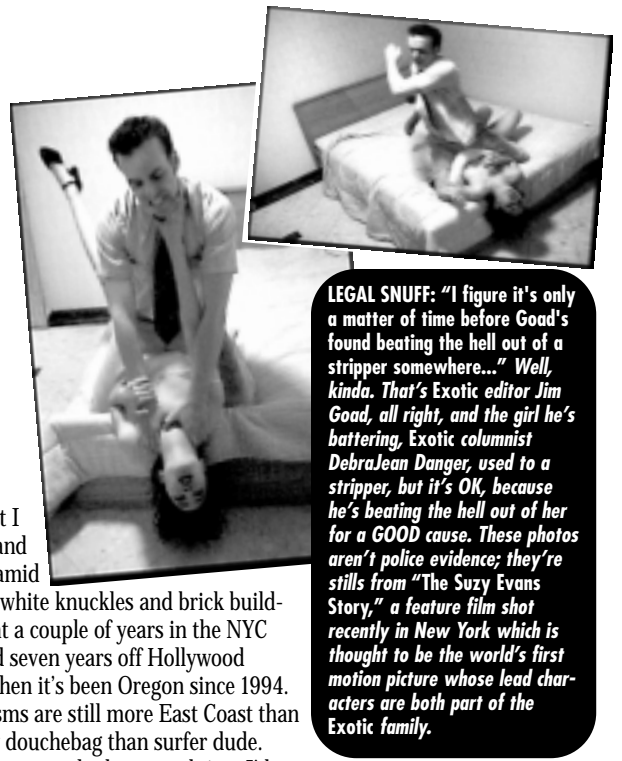 LEGAL SNUFF: “I figure it's only
a matter of time before Goad's
found beating the hell out of a
stripper somewhere...” Well,
kinda. That’s Exotic editor Jim
Goad, all right, and the girl he’s
battering, Exotic columnist
DebraJean Danger, used to a
stripper, but it’s OK, because
he’s beating the hell out of her
for a GOOD cause. These photos
aren’t police evidence; they’re
stills from “The Suzy Evans
Story,” a feature film shot
recently in New York which is
thought to be the world’s first
motion picture whose lead char-
acters are both part of the
Exotic family.
t I
and
amid
white knuckles and brick build-
t a couple of years in the NYC
d seven years off Hollywood
hen it’s been Oregon since 1994.
sms are still more East Coast than
douchebag than surfer dude.